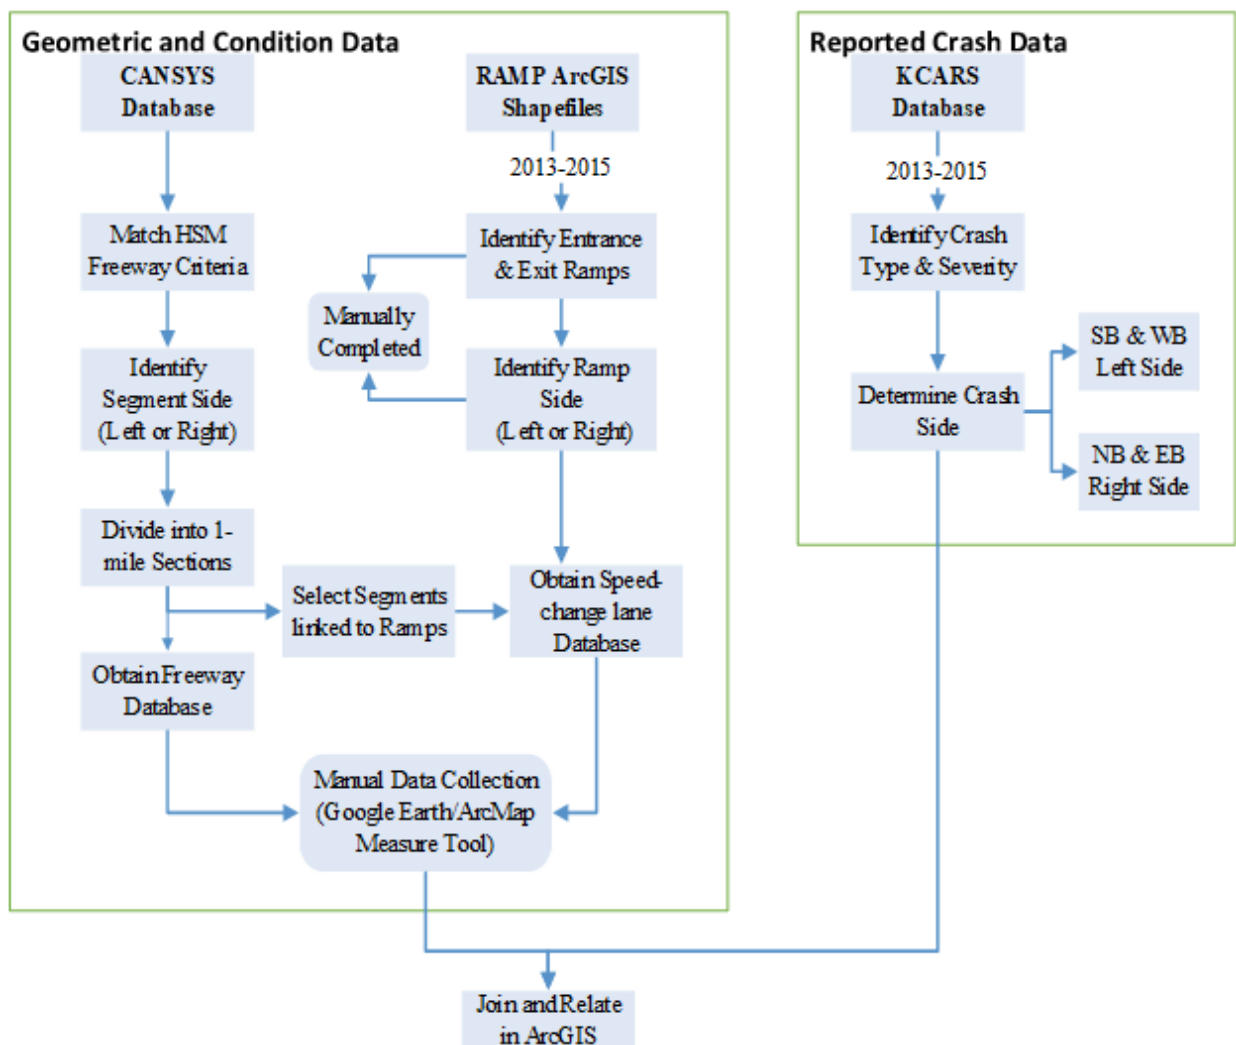 Geometric and Condition Data
CANSYS
Database
RAMP ArcGIS
Shapefiles
2013-2015
Match HSM
Freeway Criteria
Identify Entrance
& Exit Ramps
Manually
Completed
Identify
Segment Side
(Left or Right)
Identify Ramp
Side
(Left or Right)
Divide into 1-
mile Sections
Select Segments
linked to Ramps
Obtain Speed-
change lane
Database
Obtain Freeway
Database
Manual Data Collection
(Google Earth/ArcMap
Measure Tool)
Reported Crash Data
KCARS
Database
2013-2015
Identify Crash
Type & Severity
SB & WB
Left Side
Determine Crash
Side
NB & EB
Right Side
Join and Relate
in ArcGIS